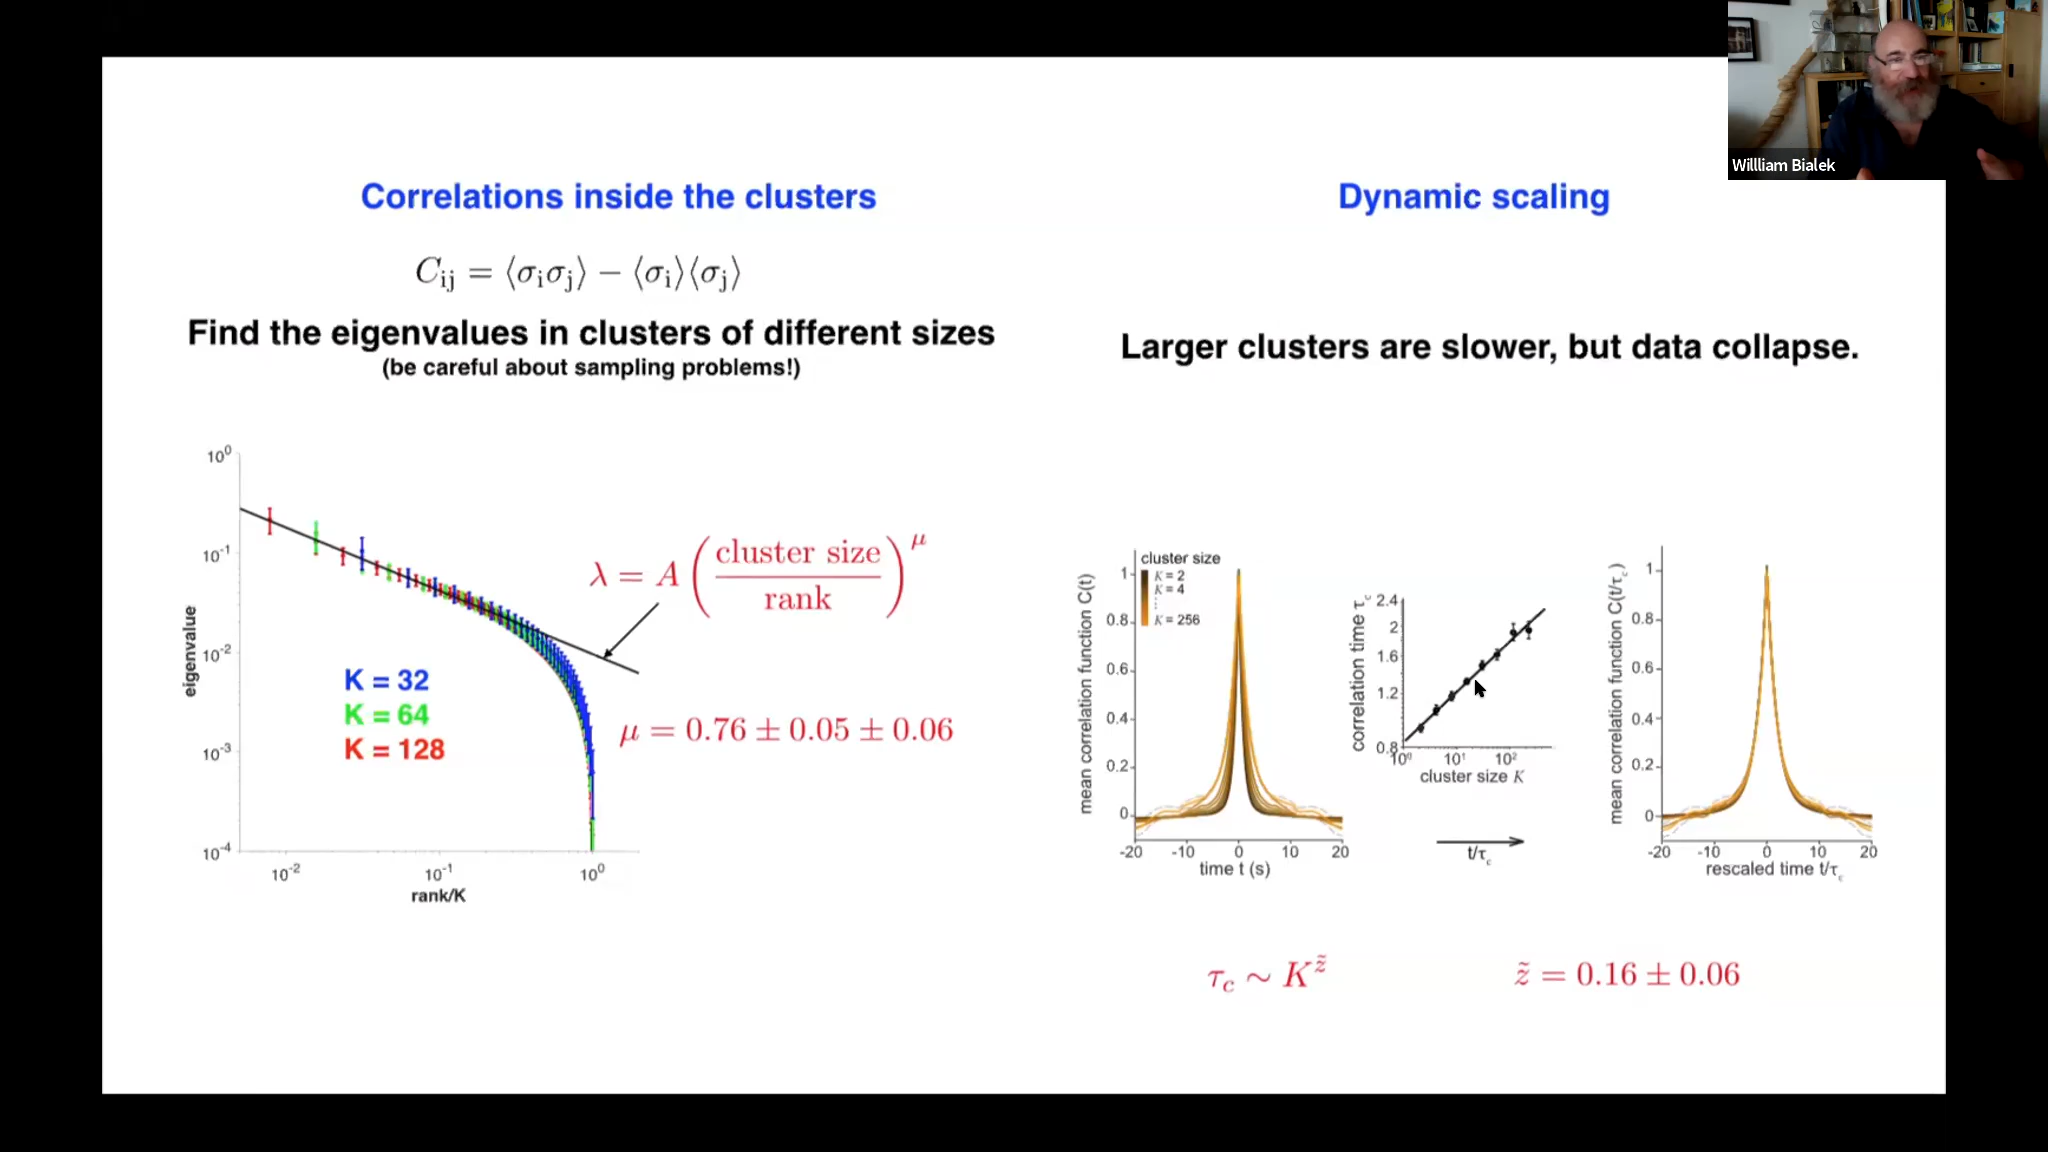 Willliam Bialek
Correlations inside the clusters
C_ij = ⟨σ_iσ_j⟩ − ⟨σ_i⟩⟨σ_j⟩
Find the eigenvalues in clusters of different sizes
(be careful about sampling problems!)
10^0
10^-1
10^-2
10^-3
10^-4
eigenvalue
K = 32
K = 64
K = 128
10^-2 10^-1 10^0
rank/K
λ = A (cluster size / rank)^μ
μ = 0.76 ± 0.05 ± 0.06
Dynamic scaling
Larger clusters are slower, but data collapse.
mean correlation function C(t)
1
0.8
0.6
0.4
0.2
0
cluster size
K = 2
K = 4
⋮
K = 256
-20 -10 0 10 20
time t (s)
correlation time τ_c
2.4
2
1.6
1.2
0.8
10^0 10^1 10^2
cluster size K
t/τ_c
mean correlation function C(t/τ_c)
1
0.8
0.6
0.4
0.2
0
-20 -10 0 10 20
rescaled time t/τ_c
τ_c ∼ K^z̃
z̃ = 0.16 ± 0.06